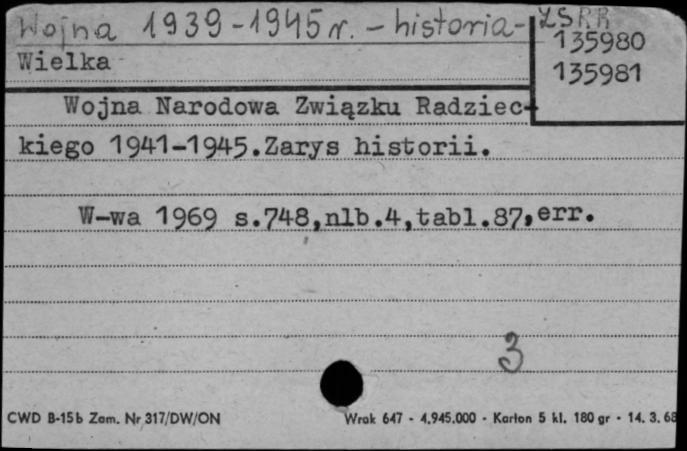 Wojna 1939-1945 r. - historia - ZSRR
135980
Wielka
135981
Wojna Narodowa Związku Radziec-
kiego 1941-1945.Zarys historii.
W-wa 1969 s.748,nlb.4,tabl.87,err.
3
CWD B-15b Zam. Nr 317/DW/ON
Wrak 647 - 4.945.000 - Karton 5 kl. 180 gr - 14. 3. 68